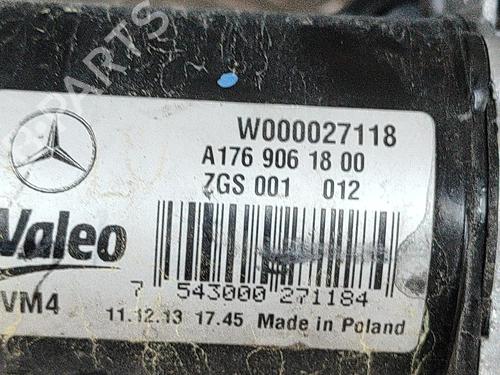 W000027118
A176 906 18 00
ZGS 001 012
Valeo
7 543000 271184
VM4
11.12.13 17.45 Made in Poland
PARTS